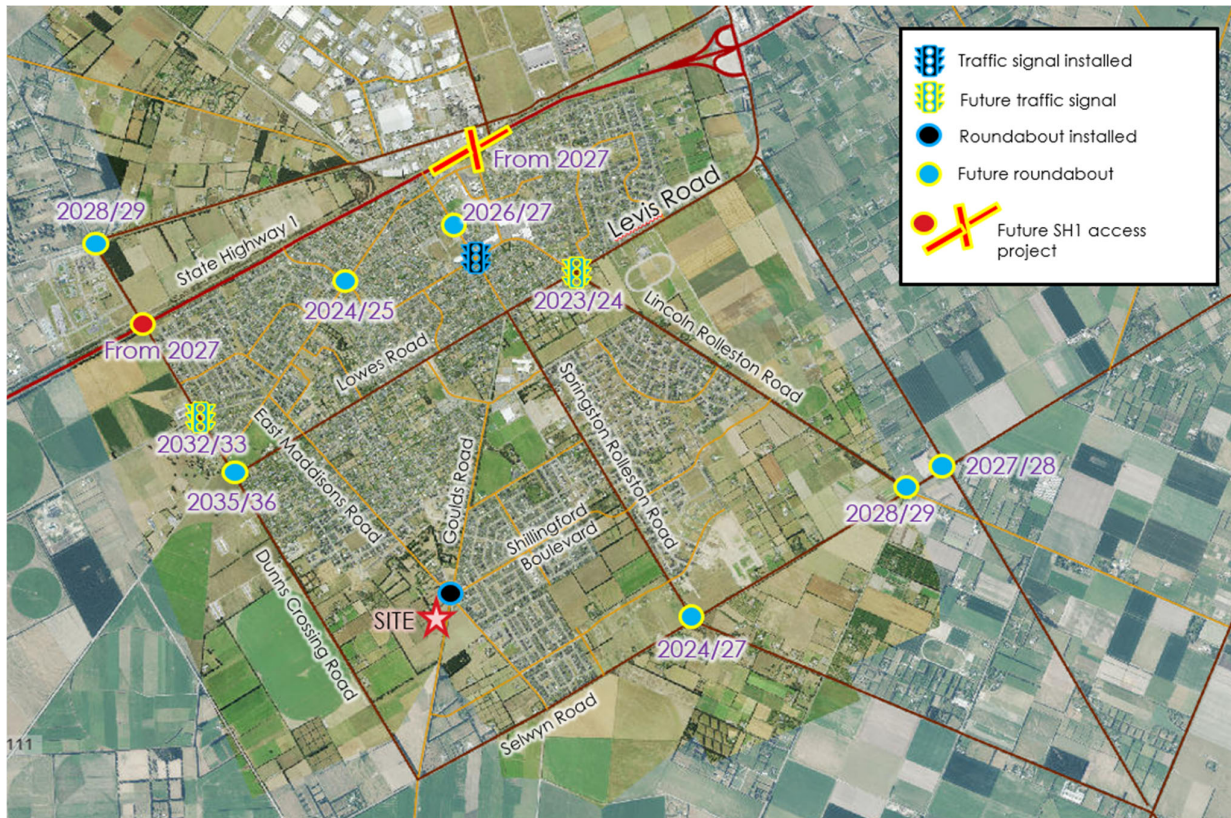 Traffic signal installed
Future traffic signal
Roundabout installed
Future roundabout
Future SH1 access
project
From 2027
2028/29
2026/27
State Highway 1
Levis Road
2024/25
2023/24
From 2027
Lowes Road
Lincoln Rolleston Road
Springston Rolleston Road
2032/33
East Maddisons Road
Goulds Road
2035/36
2027/28
2028/29
Shillingford
Boulevard
Dunns Crossing Road
SITE
2024/27
Selwyn Road
111